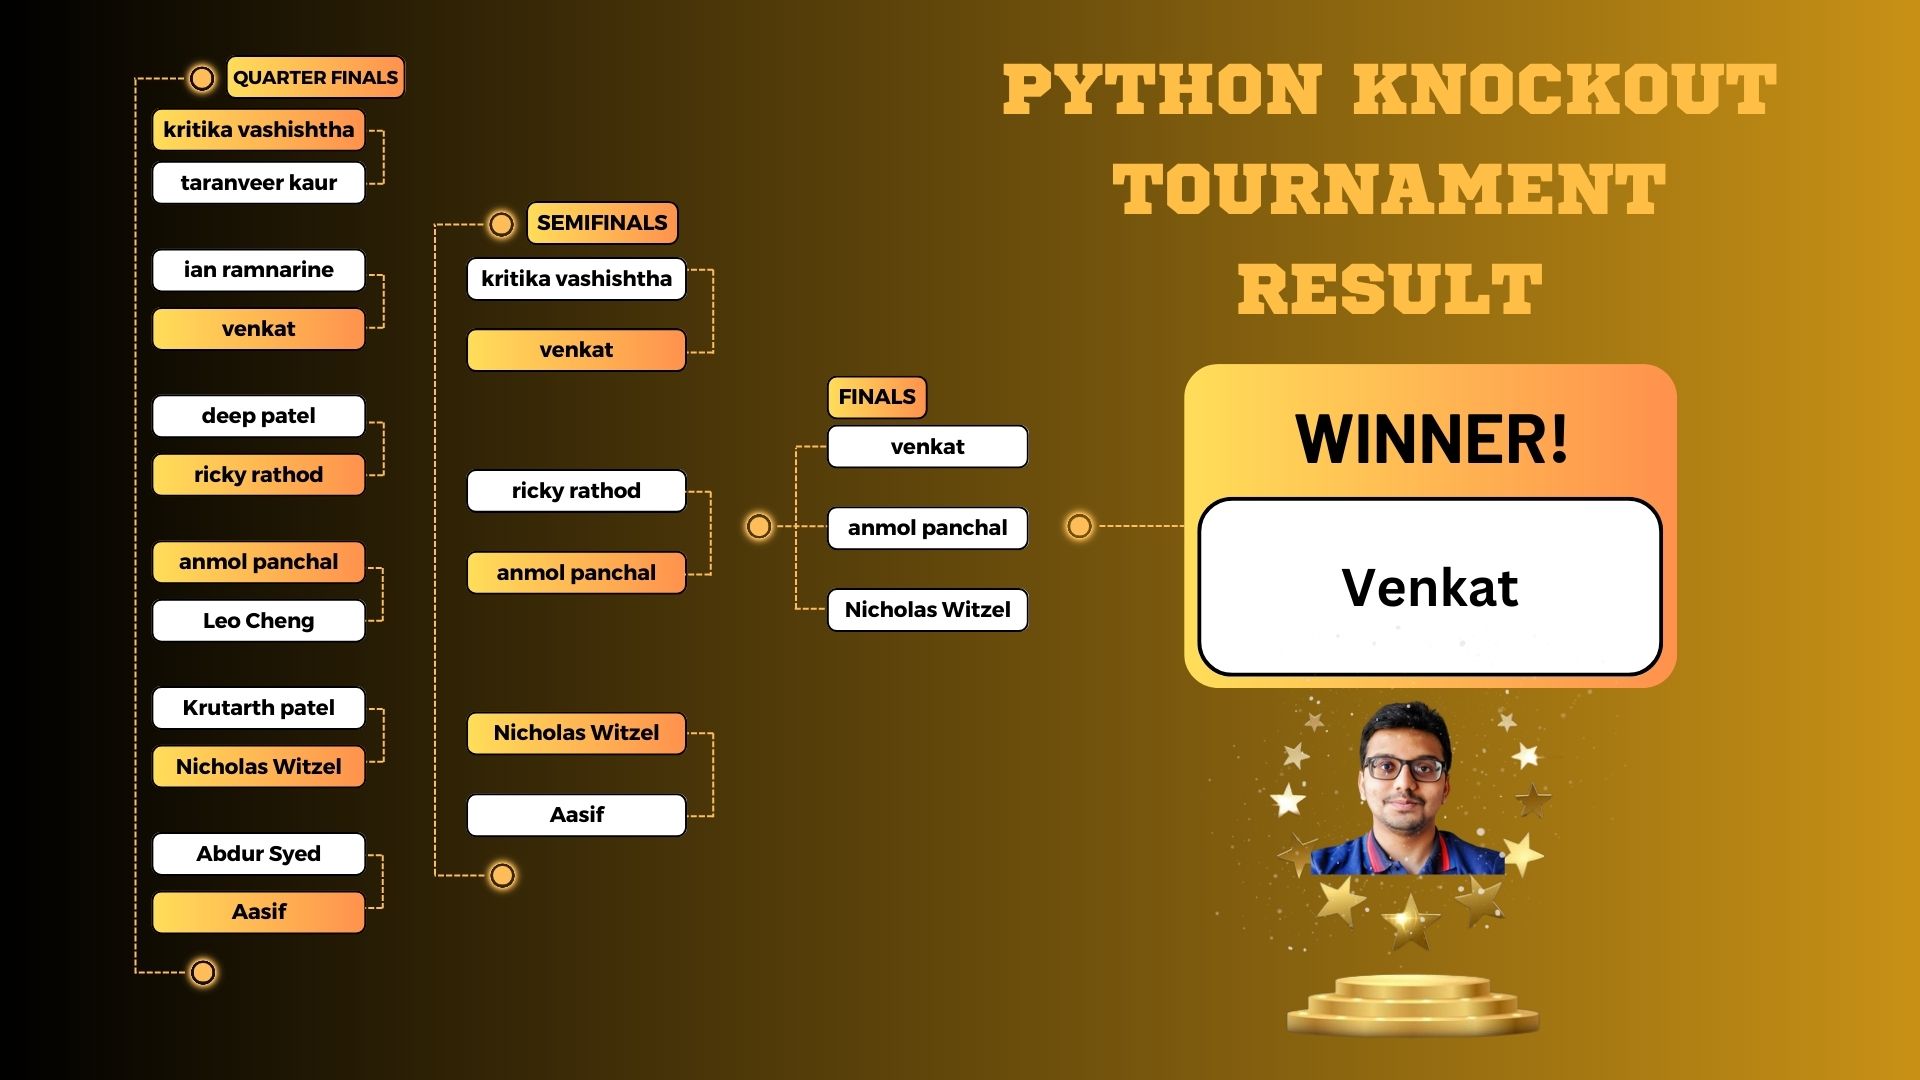 PYTHON KNOCKOUT
TOURNAMENT
RESULT
QUARTER FINALS
kritika vashishtha
taranveer kaur
ian ramnarine
venkat
deep patel
ricky rathod
anmol panchal
Leo Cheng
Krutarth patel
Nicholas Witzel
Abdur Syed
Aasif
SEMIFINALS
kritika vashishtha
venkat
ricky rathod
anmol panchal
Nicholas Witzel
Aasif
FINALS
venkat
anmol panchal
Nicholas Witzel
WINNER!
Venkat